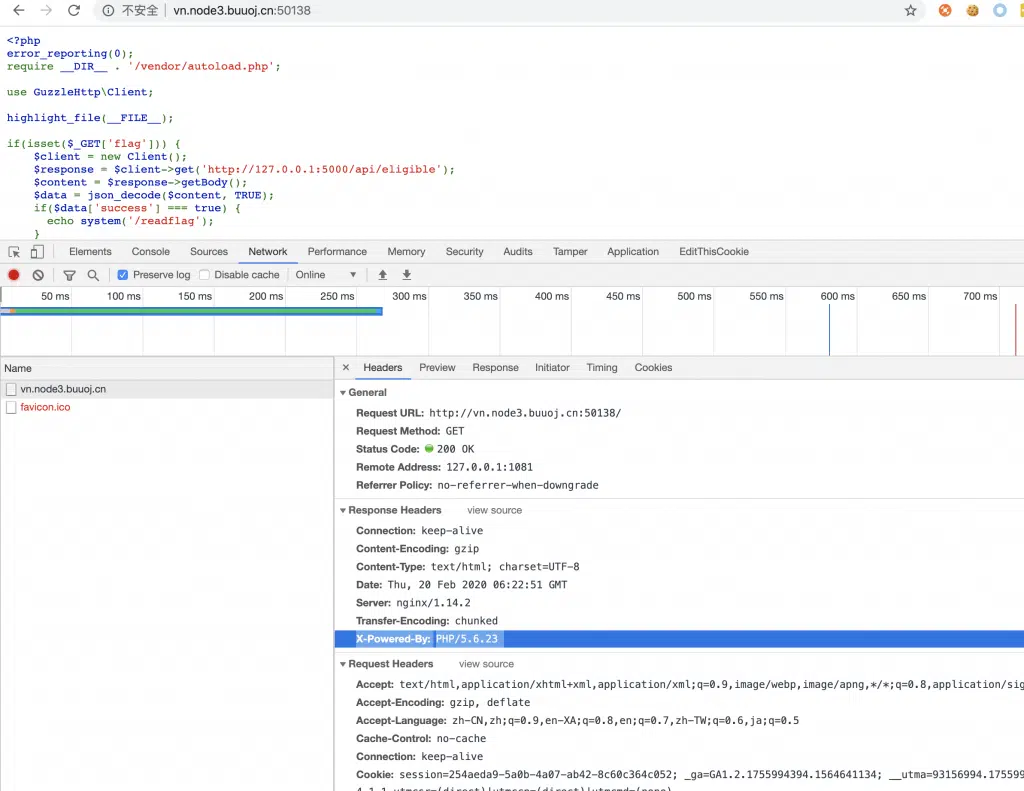 不安全 | vn.node3.buuoj.cn:50138
<?php
error_reporting(0);
require __DIR__ . '/vendor/autoload.php';
use GuzzleHttp\Client;
highlight_file(__FILE__);
if(isset($_GET['flag'])) {
$client = new Client();
$response = $client->get('http://127.0.0.1:5000/api/eligible');
$content = $response->getBody();
$data = json_decode($content, TRUE);
if($data['success'] === true) {
echo system('/readflag');
}
Elements Console Sources Network Performance Memory Security Audits Tamper Application EditThisCookie
Preserve log Disable cache Online
50 ms 100 ms 150 ms 200 ms 250 ms 300 ms 350 ms 400 ms 450 ms 500 ms 550 ms 600 ms 650 ms 700 ms
Name
vn.node3.buuoj.cn
favicon.ico
Headers Preview Response Initiator Timing Cookies
General
Request URL: http://vn.node3.buuoj.cn:50138/
Request Method: GET
Status Code: 200 OK
Remote Address: 127.0.0.1:1081
Referrer Policy: no-referrer-when-downgrade
Response Headers view source
Connection: keep-alive
Content-Encoding: gzip
Content-Type: text/html; charset=UTF-8
Date: Thu, 20 Feb 2020 06:22:51 GMT
Server: nginx/1.14.2
Transfer-Encoding: chunked
X-Powered-By: PHP/5.6.23
Request Headers view source
Accept: text/html,application/xhtml+xml,application/xml;q=0.9,image/webp,image/apng,*/*;q=0.8,application/sig
Accept-Encoding: gzip, deflate
Accept-Language: zh-CN,zh;q=0.9,en-XA;q=0.8,en;q=0.7,zh-TW;q=0.6,ja;q=0.5
Cache-Control: no-cache
Connection: keep-alive
Cookie: session=254aeda9-5a0b-4a07-ab42-8c60c364c052; _ga=GA1.2.1755994394.1564641134; __utma=93156994.175599